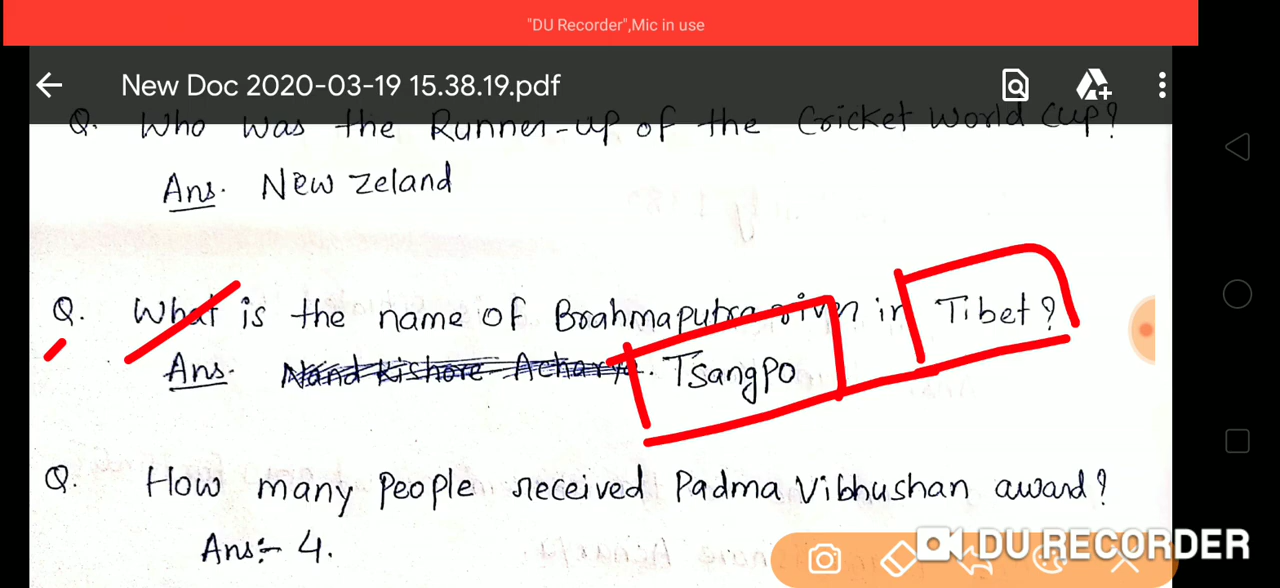 "DU Recorder",Mic in use
New Doc 2020-03-19 15.38.19.pdf
Q. Who was the Runner-up of the Cricket World Cup?
Ans. New zeland
Q. What is the name of Brahmaputra river in Tibet?
Ans. Nand Kishore Acharya. Tsangpo
Q. How many People received Padma Vibhushan award?
Ans:- 4.
DU RECORDER